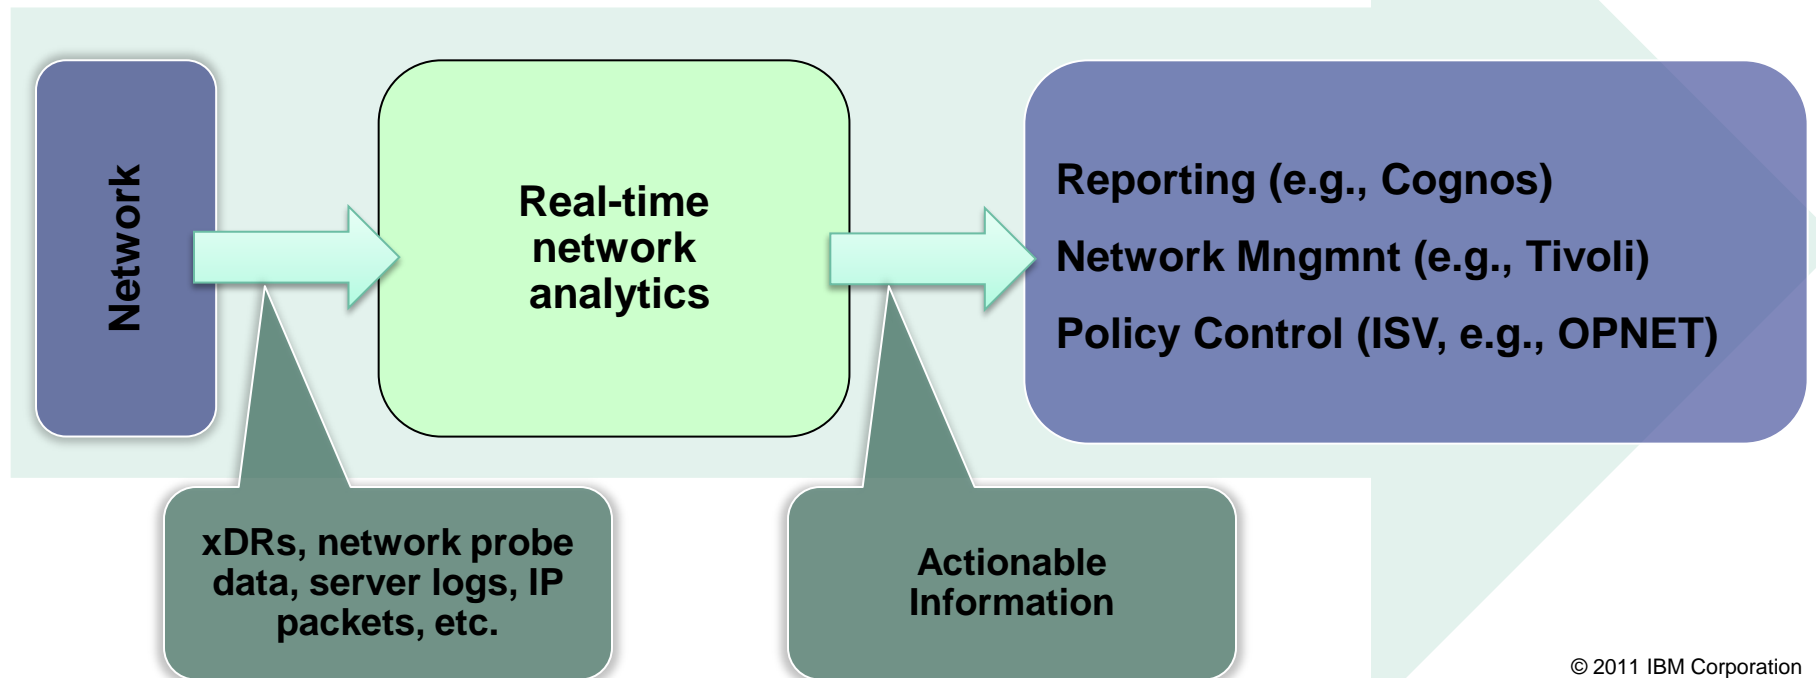 Network
Real-time
network
analytics
Reporting (e.g., Cognos)
Network Mngmnt (e.g., Tivoli)
Policy Control (ISV, e.g., OPNET)
xDRs, network probe
data, server logs, IP
packets, etc.
Actionable
Information
© 2011 IBM Corporation